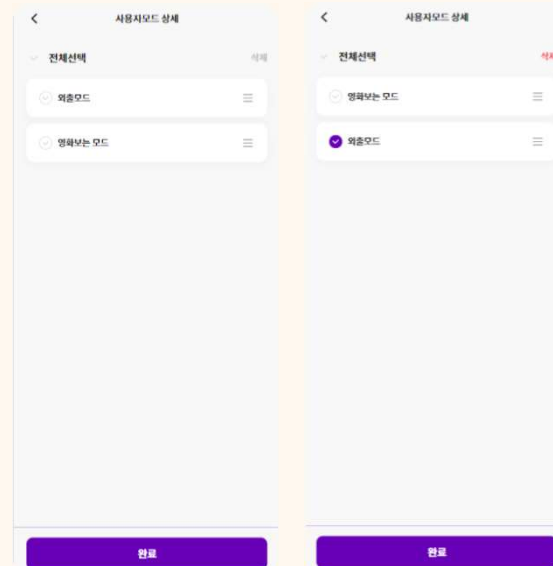 사용자모드 상세
전체선택
삭제
외출모드
영화보는 모드
완료
사용자모드 상세
전체선택
삭제
영화보는 모드
외출모드
완료